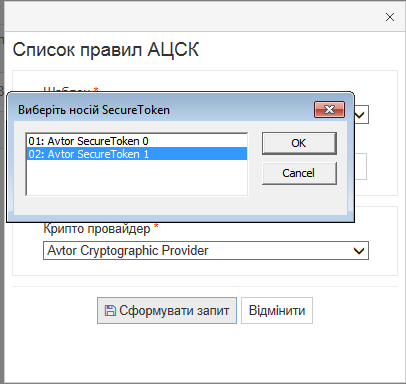 Список правил АЦСК
Шаблон *
Виберіть носій SecureToken
01: Avtor SecureToken 0
02: Avtor SecureToken 1
OK
Cancel
Крипто провайдер *
Avtor Cryptographic Provider
Сформувати запит
Відмінити